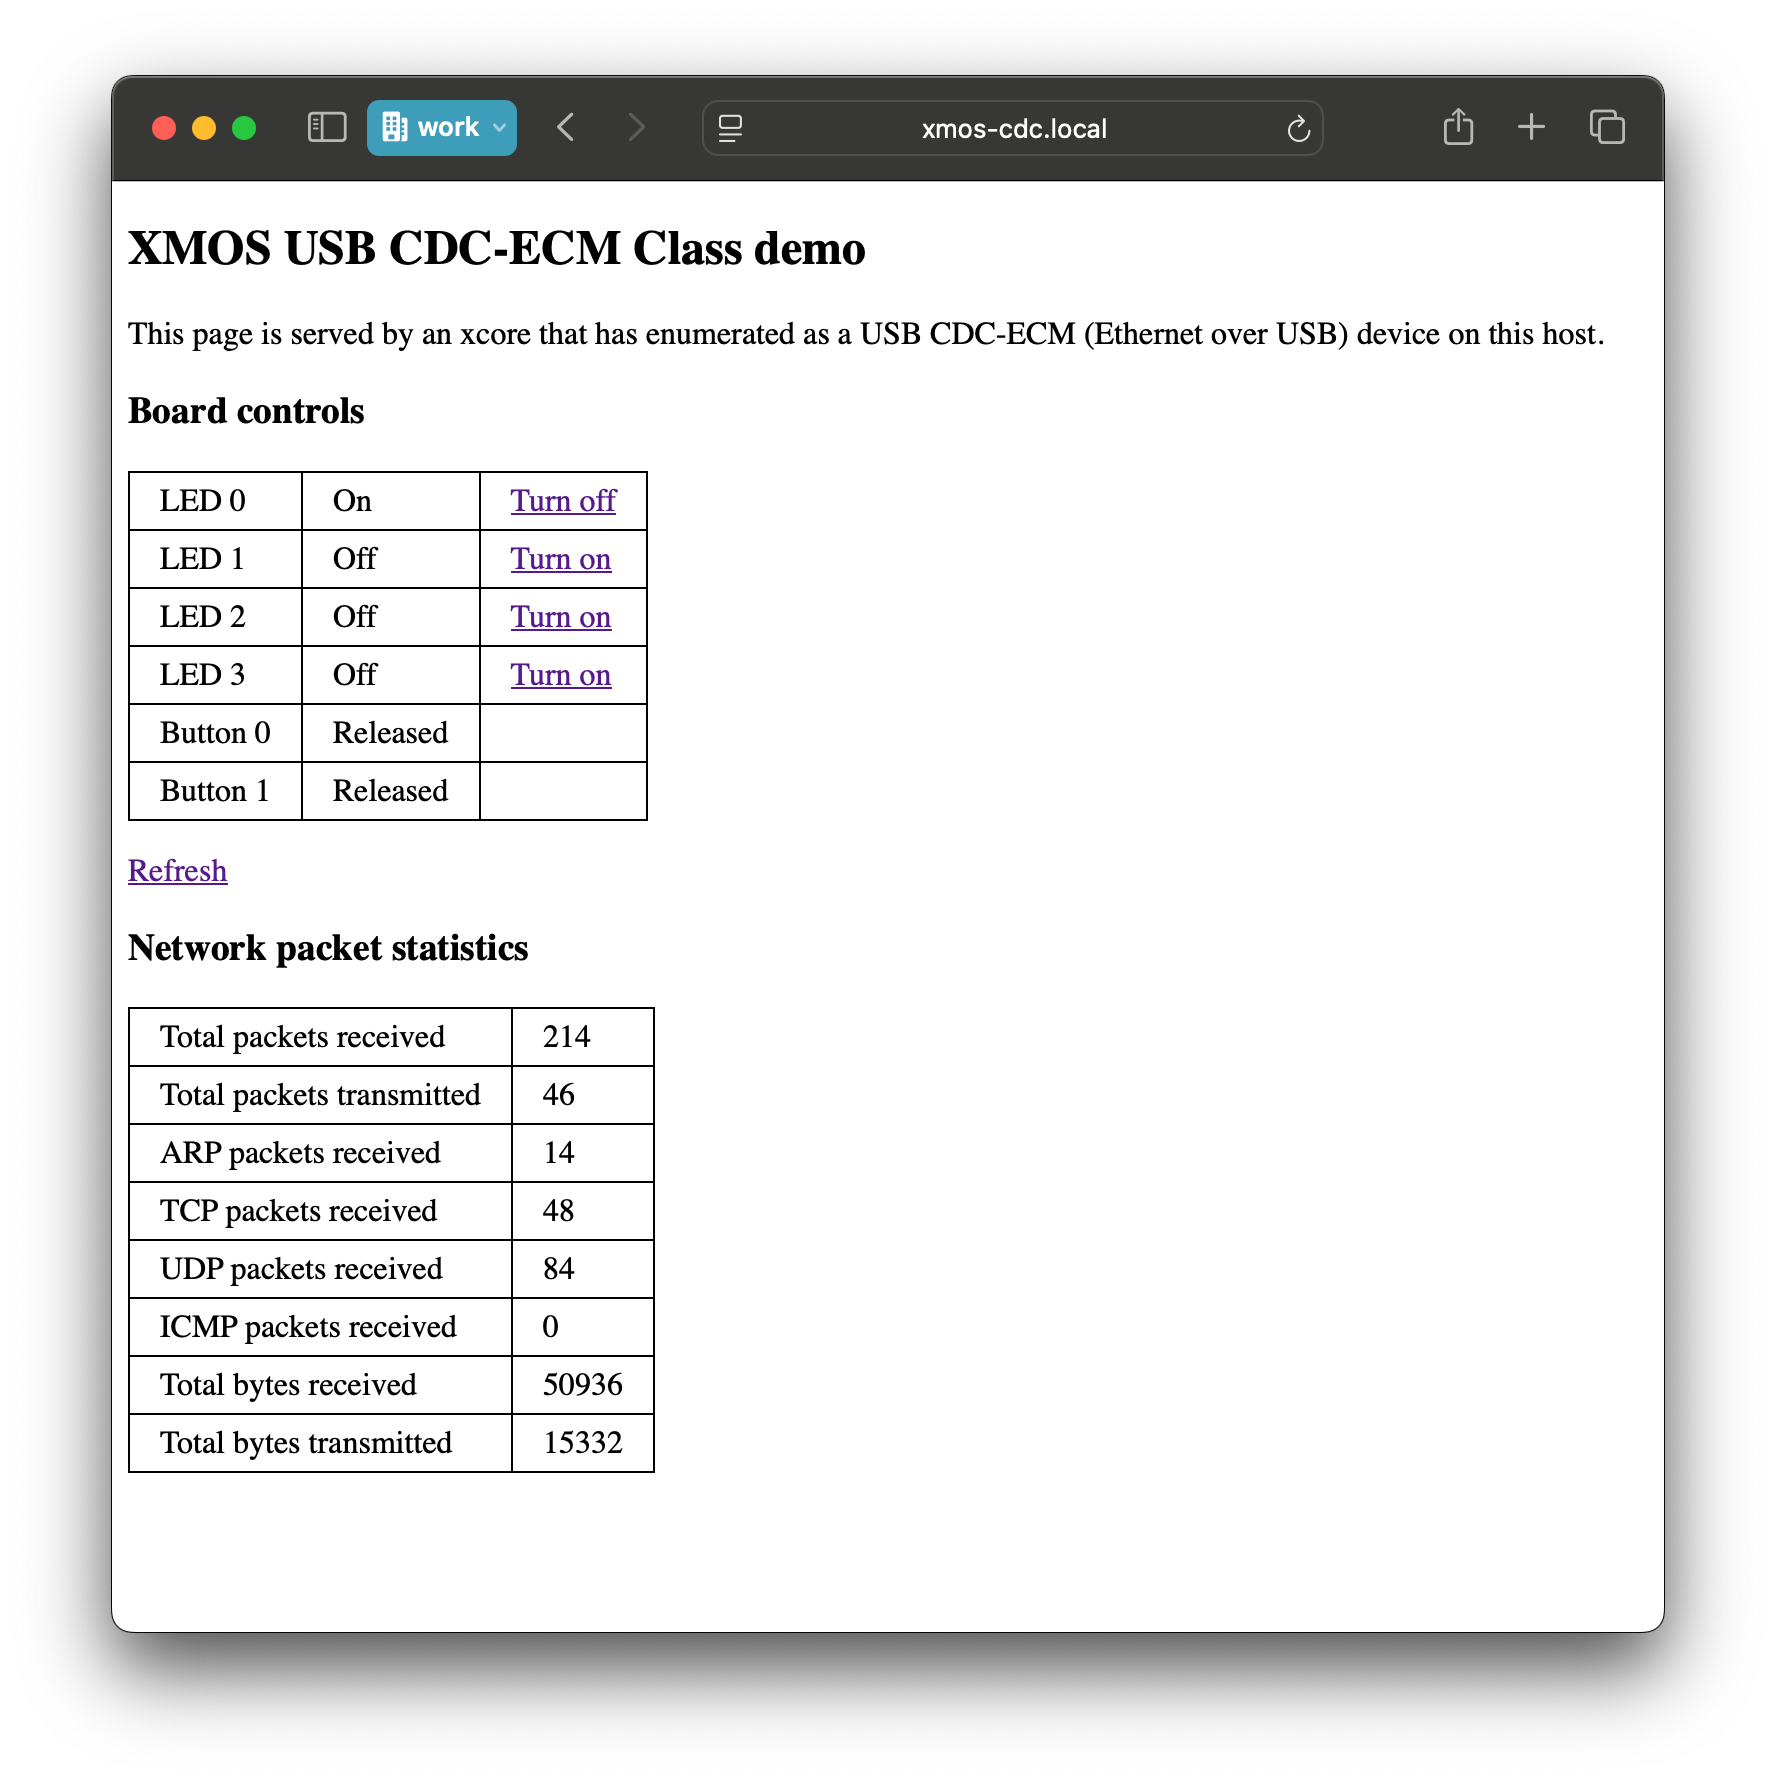 work
xmos-cdc.local
XMOS USB CDC-ECM Class demo
This page is served by an xcore that has enumerated as a USB CDC-ECM (Ethernet over USB) device on this host.
Board controls
LED 0 On Turn off
LED 1 Off Turn on
LED 2 Off Turn on
LED 3 Off Turn on
Button 0 Released
Button 1 Released
Refresh
Network packet statistics
Total packets received 214
Total packets transmitted 46
ARP packets received 14
TCP packets received 48
UDP packets received 84
ICMP packets received 0
Total bytes received 50936
Total bytes transmitted 15332